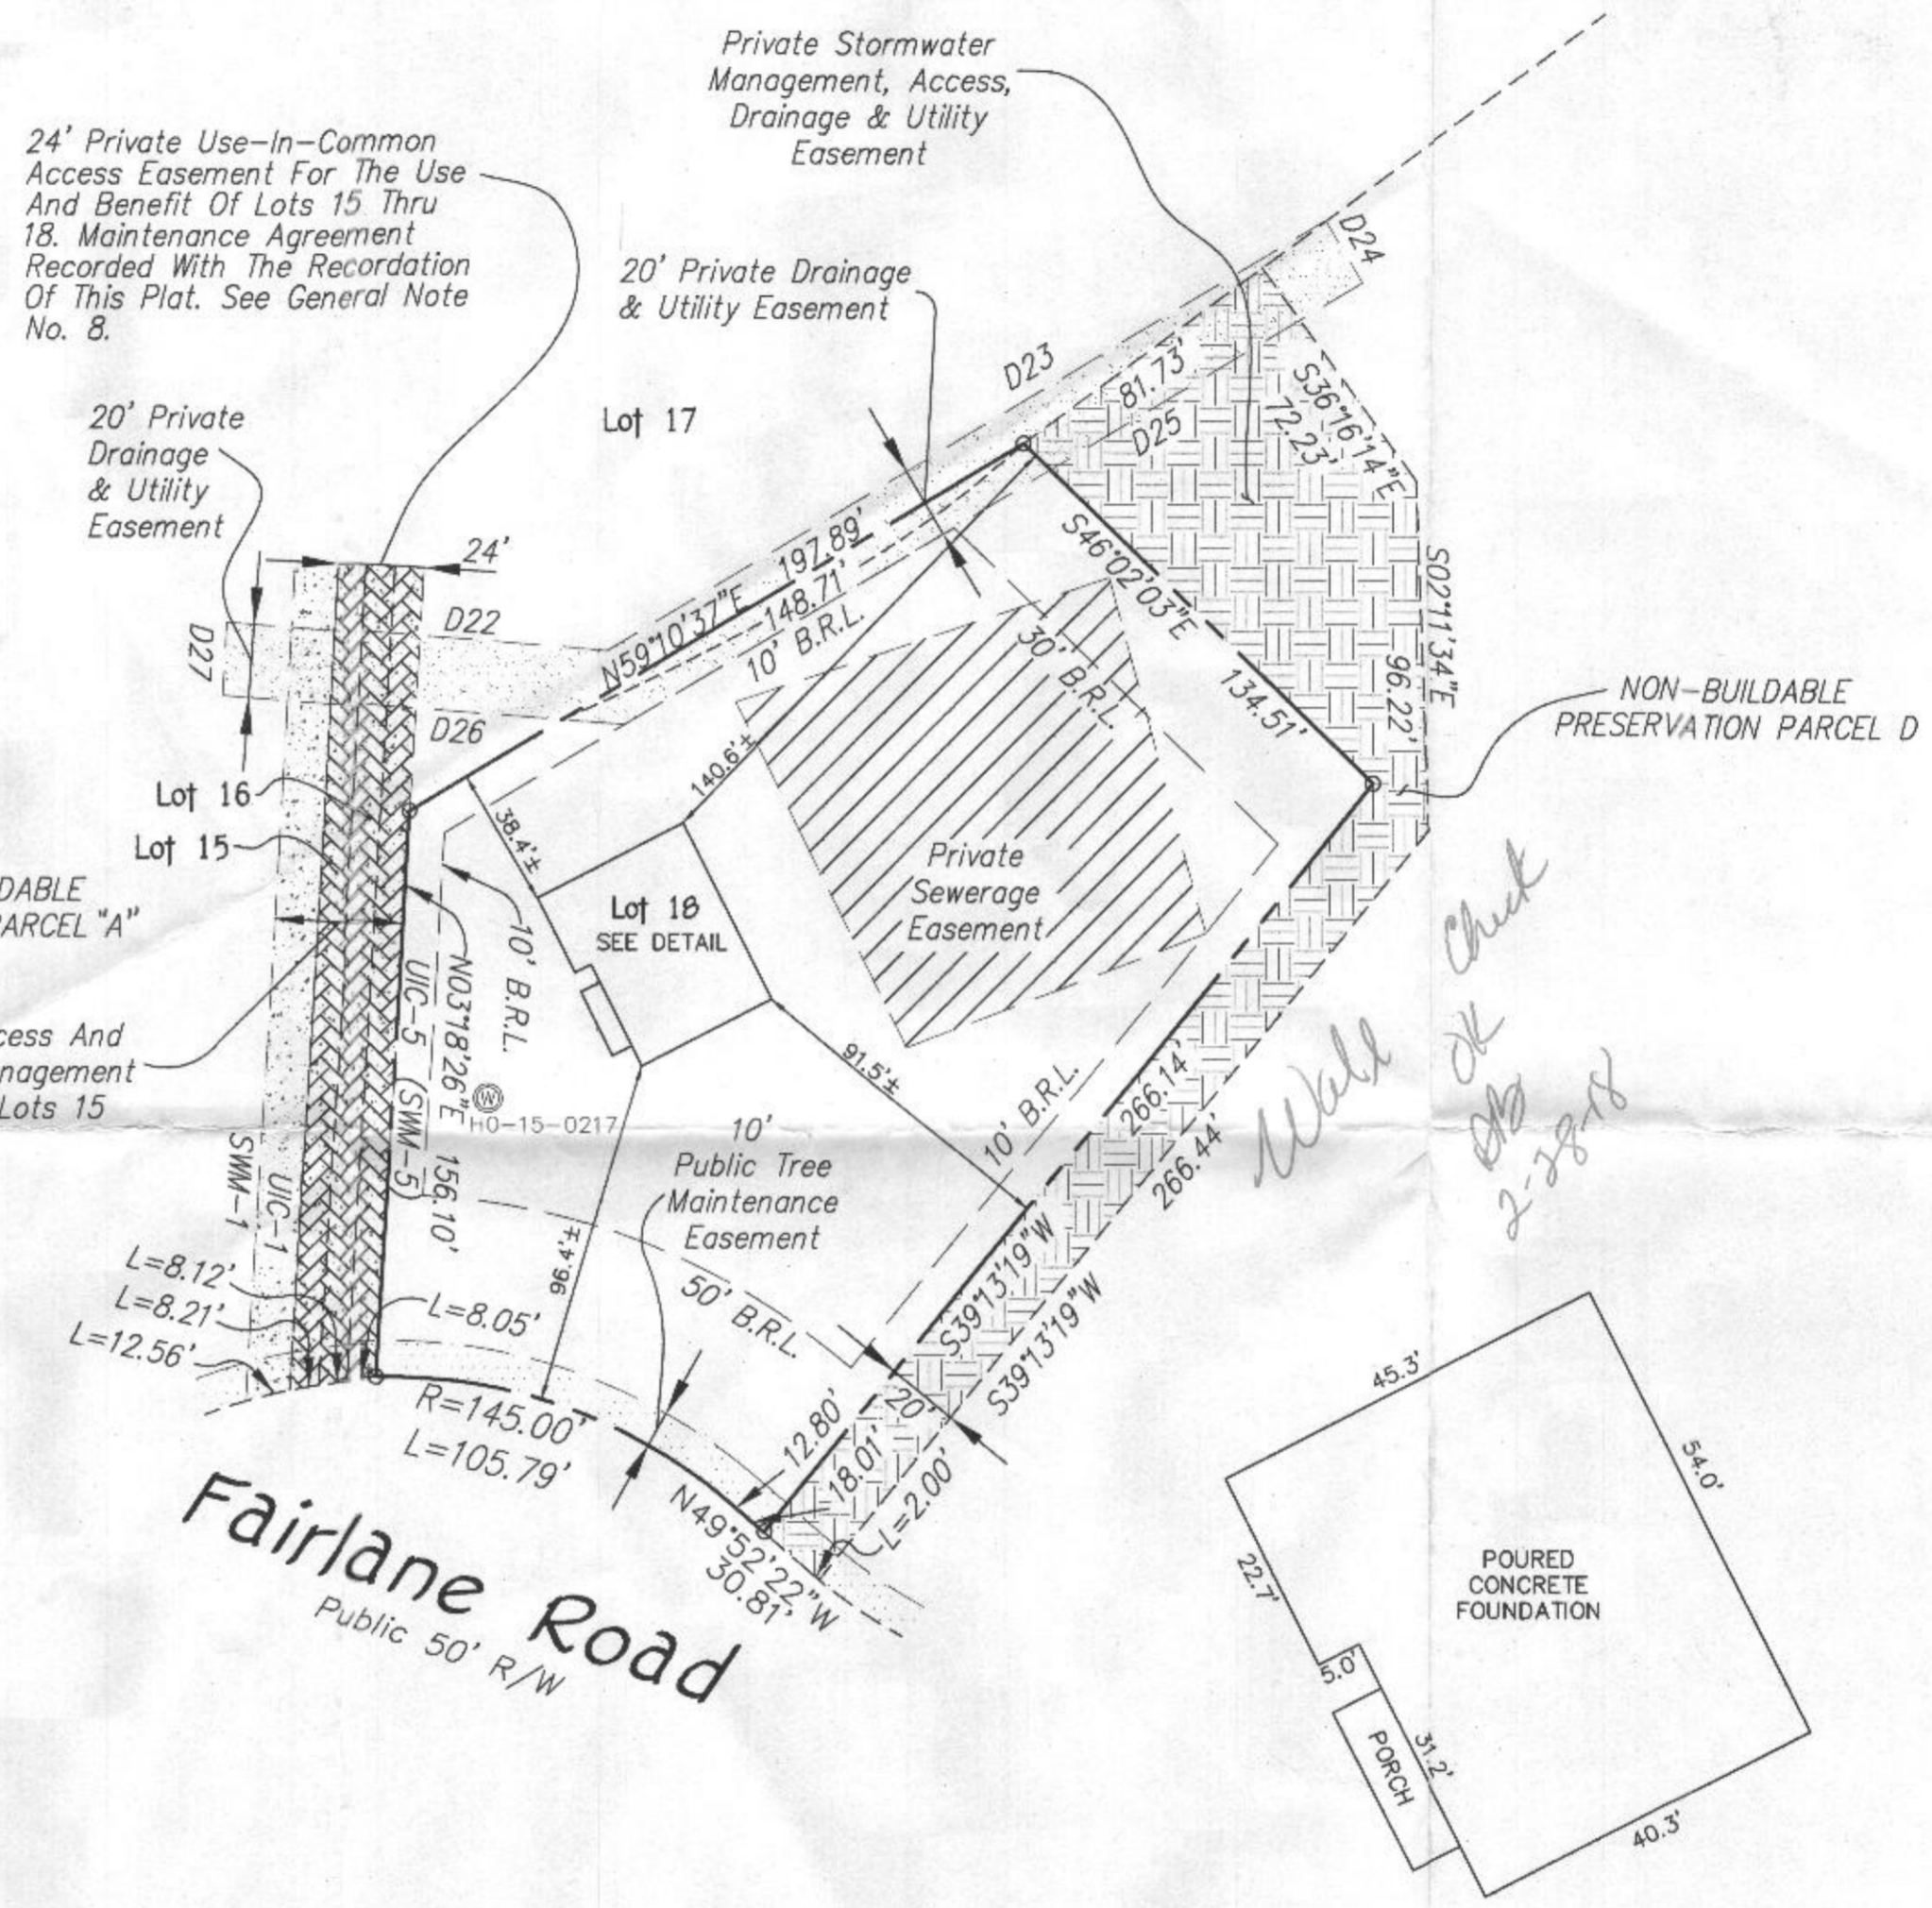 Private Stormwater
Management, Access,
Drainage & Utility
Easement
24' Private Use-In-Common
Access Easement For The Use
And Benefit Of Lots 15 Thru
18. Maintenance Agreement
Recorded With The Recordation
Of This Plat. See General Note
No. 8.
20' Private Drainage
& Utility Easement
D24
D23
81.73'
D25
S36°16'14"E
72.23'
Lot 17
20' Private
Drainage
& Utility
Easement
24'
D22
D27
D26
N59°10'37"E 197.89'
148.71'
10' B.R.L.
S46°02'03"E
134.51'
30' B.R.L.
S02°11'34"E
96.22'
NON-BUILDABLE
PRESERVATION PARCEL D
140.6'±
38.4'±
Lot 16
Lot 15
DABLE
ARCEL "A"
Lot 18
SEE DETAIL
Private
Sewerage
Easement
10' B.R.L.
N03°18'26"E 156.10'
UIC-5
(SWM-5)
W
HO-15-0217
cess And
nagement
Lots 15
91.5'±
10' B.R.L.
266.14'
266.44'
Wall Check
OK
2-28-18
10'
Public Tree
Maintenance
Easement
SWM-1
UIC-1
96.4'±
50' B.R.L.
S39°13'19"W
S39°13'19"W
L=8.12'
L=8.21'
L=12.56'
L=8.05'
R=145.00'
L=105.79'
12.80'
20'
18.01'
L=2.00'
N49°52'22"W
30.81'
Fairlane Road
Public 50' R/W
45.3'
54.0'
22.7'
POURED
CONCRETE
FOUNDATION
5.0'
PORCH
31.2'
40.3'